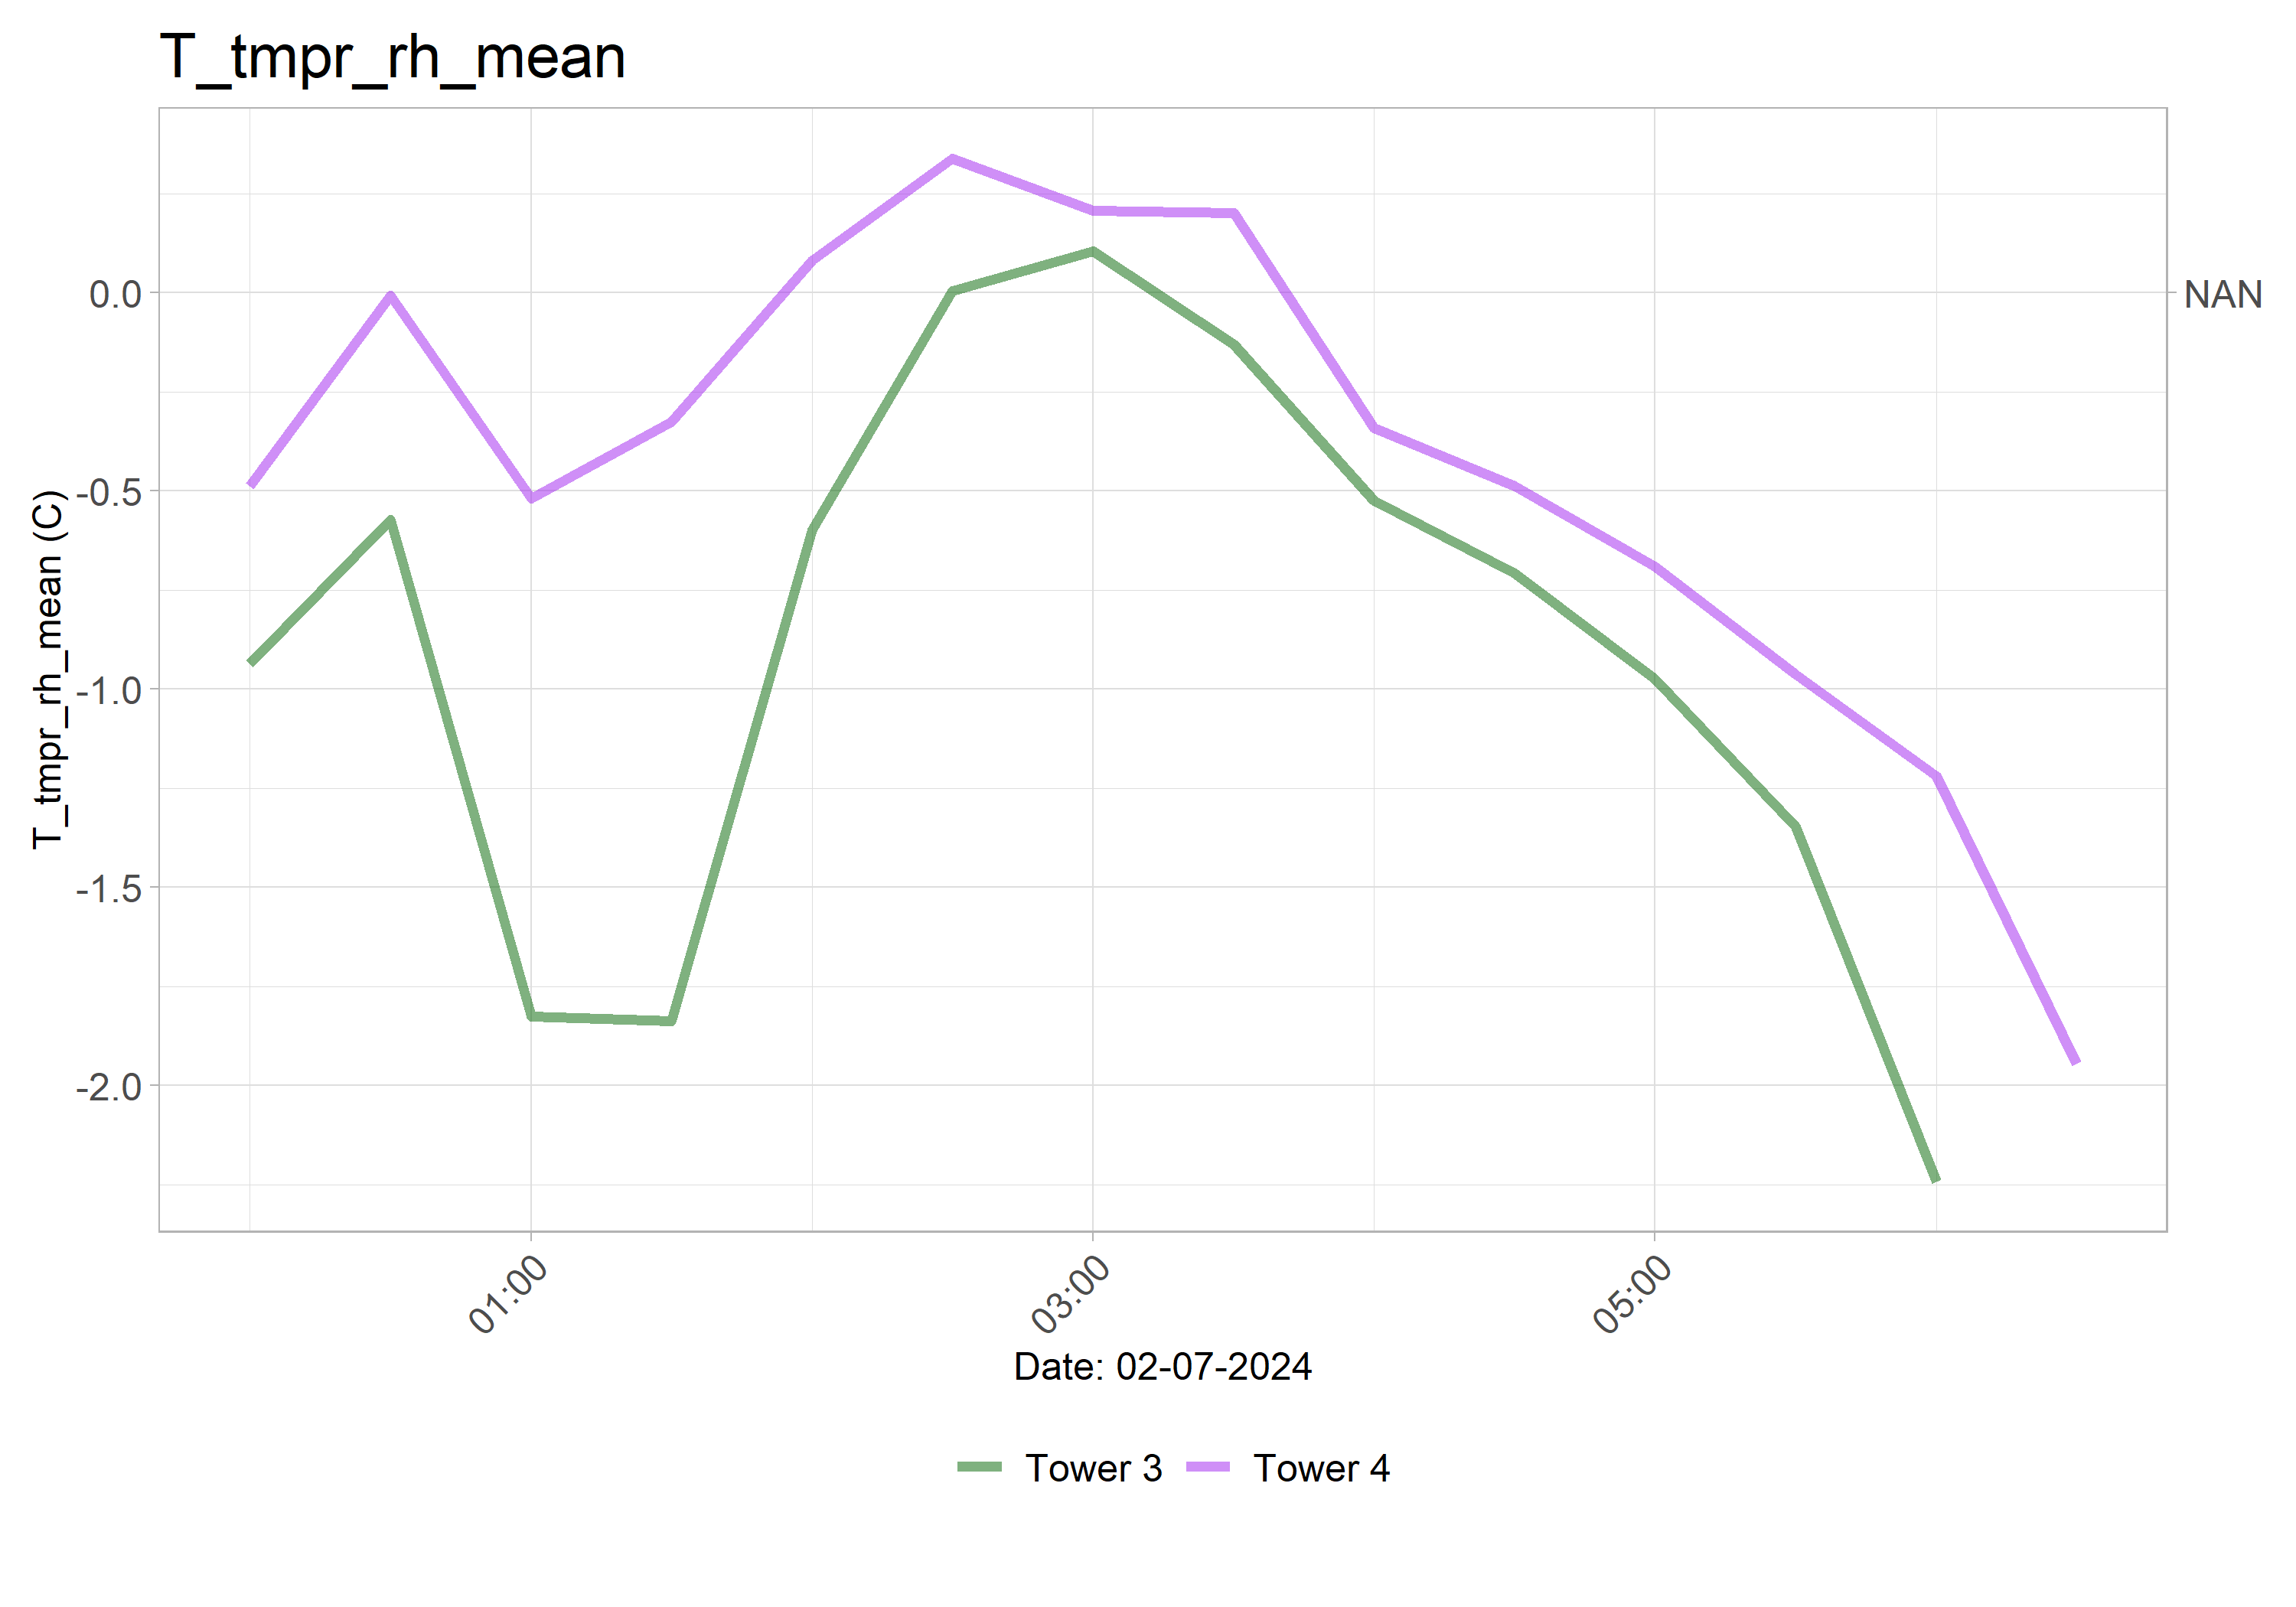 T_tmpr_rh_mean
T_tmpr_rh_mean (C)
0.0
-0.5
-1.0
-1.5
-2.0
NAN
01:00
03:00
05:00
Date: 02-07-2024
Tower 3
Tower 4